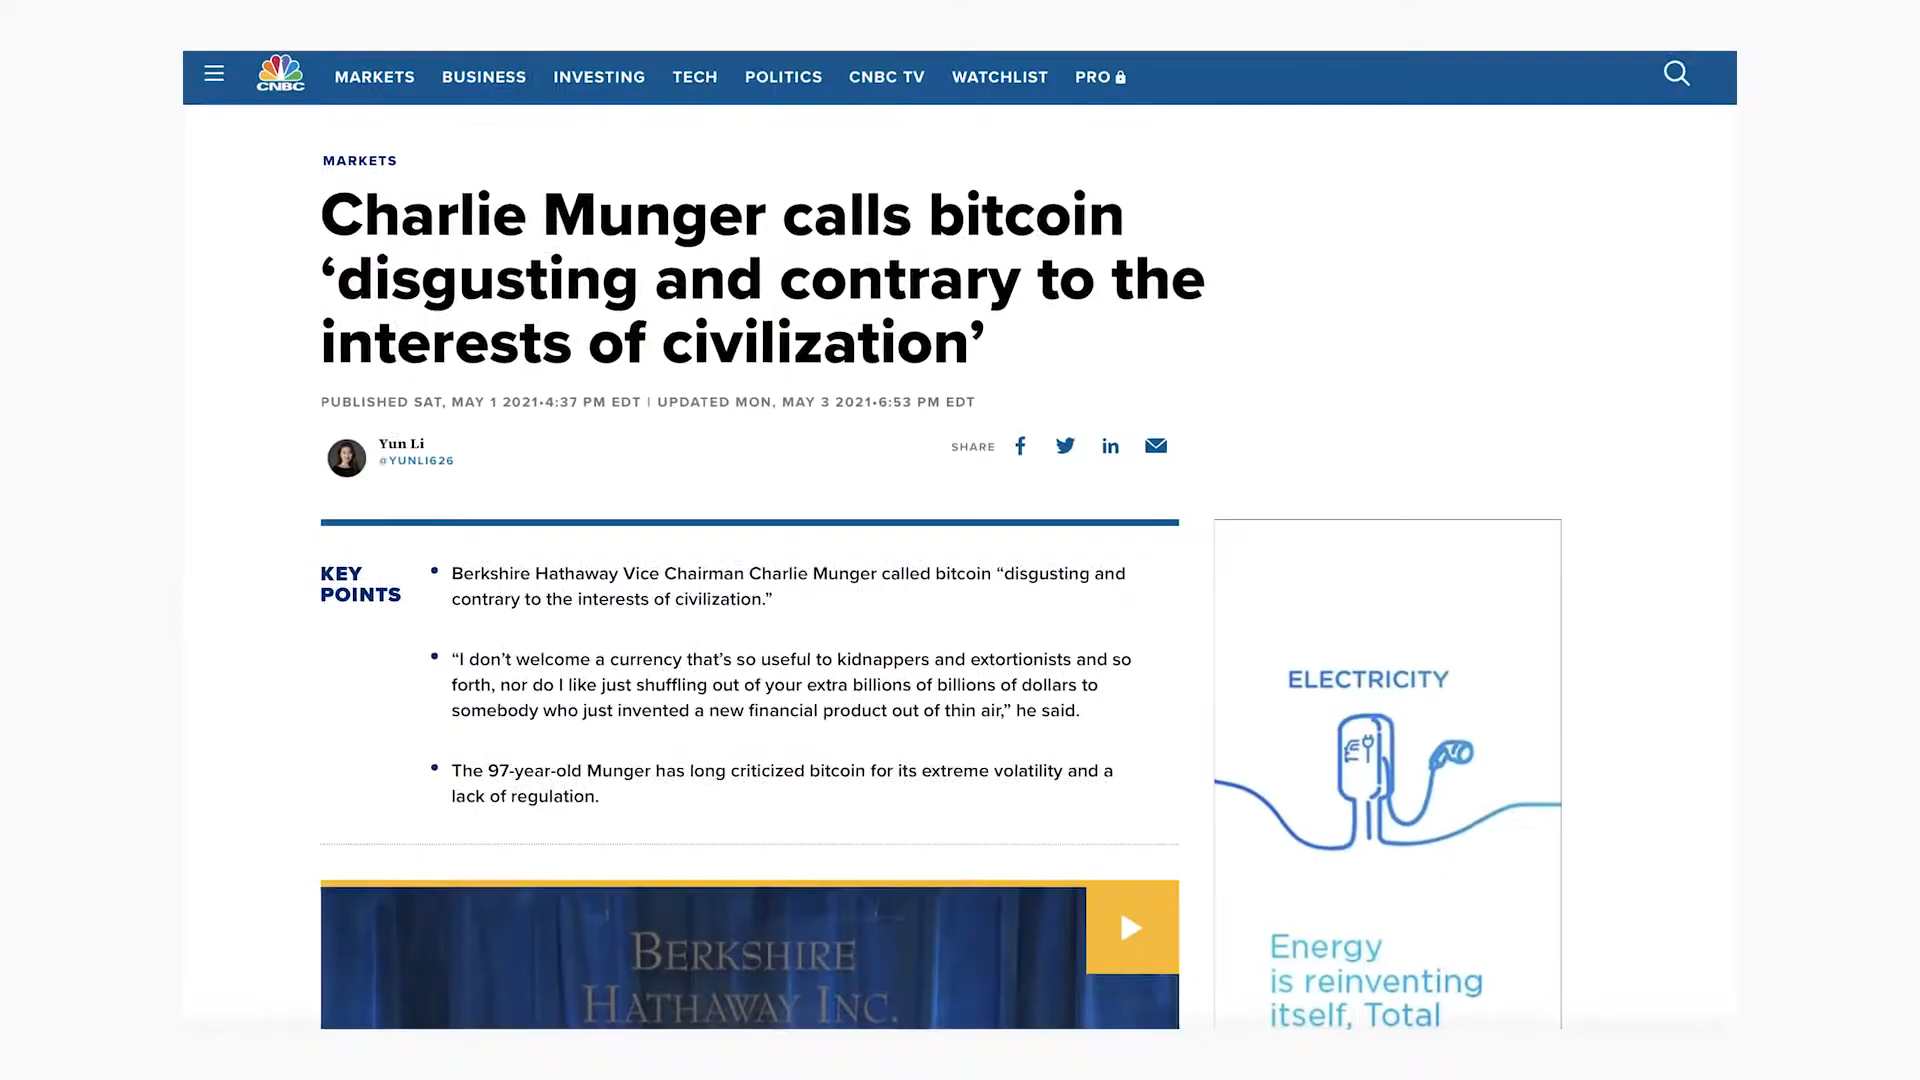 CNBC
MARKETS BUSINESS INVESTING TECH POLITICS CNBC TV WATCHLIST PRO
MARKETS
Charlie Munger calls bitcoin
‘disgusting and contrary to the
interests of civilization’
PUBLISHED SAT, MAY 1 2021•4:37 PM EDT | UPDATED MON, MAY 3 2021•6:53 PM EDT
Yun Li
@YUNLI626
SHARE
KEY
POINTS
• Berkshire Hathaway Vice Chairman Charlie Munger called bitcoin “disgusting and
contrary to the interests of civilization.”
• “I don’t welcome a currency that’s so useful to kidnappers and extortionists and so
forth, nor do I like just shuffling out of your extra billions of billions of dollars to
somebody who just invented a new financial product out of thin air,” he said.
• The 97-year-old Munger has long criticized bitcoin for its extreme volatility and a
lack of regulation.
BERKSHIRE
HATHAWAY INC.
ELECTRICITY
Energy
is reinventing
itself, Total